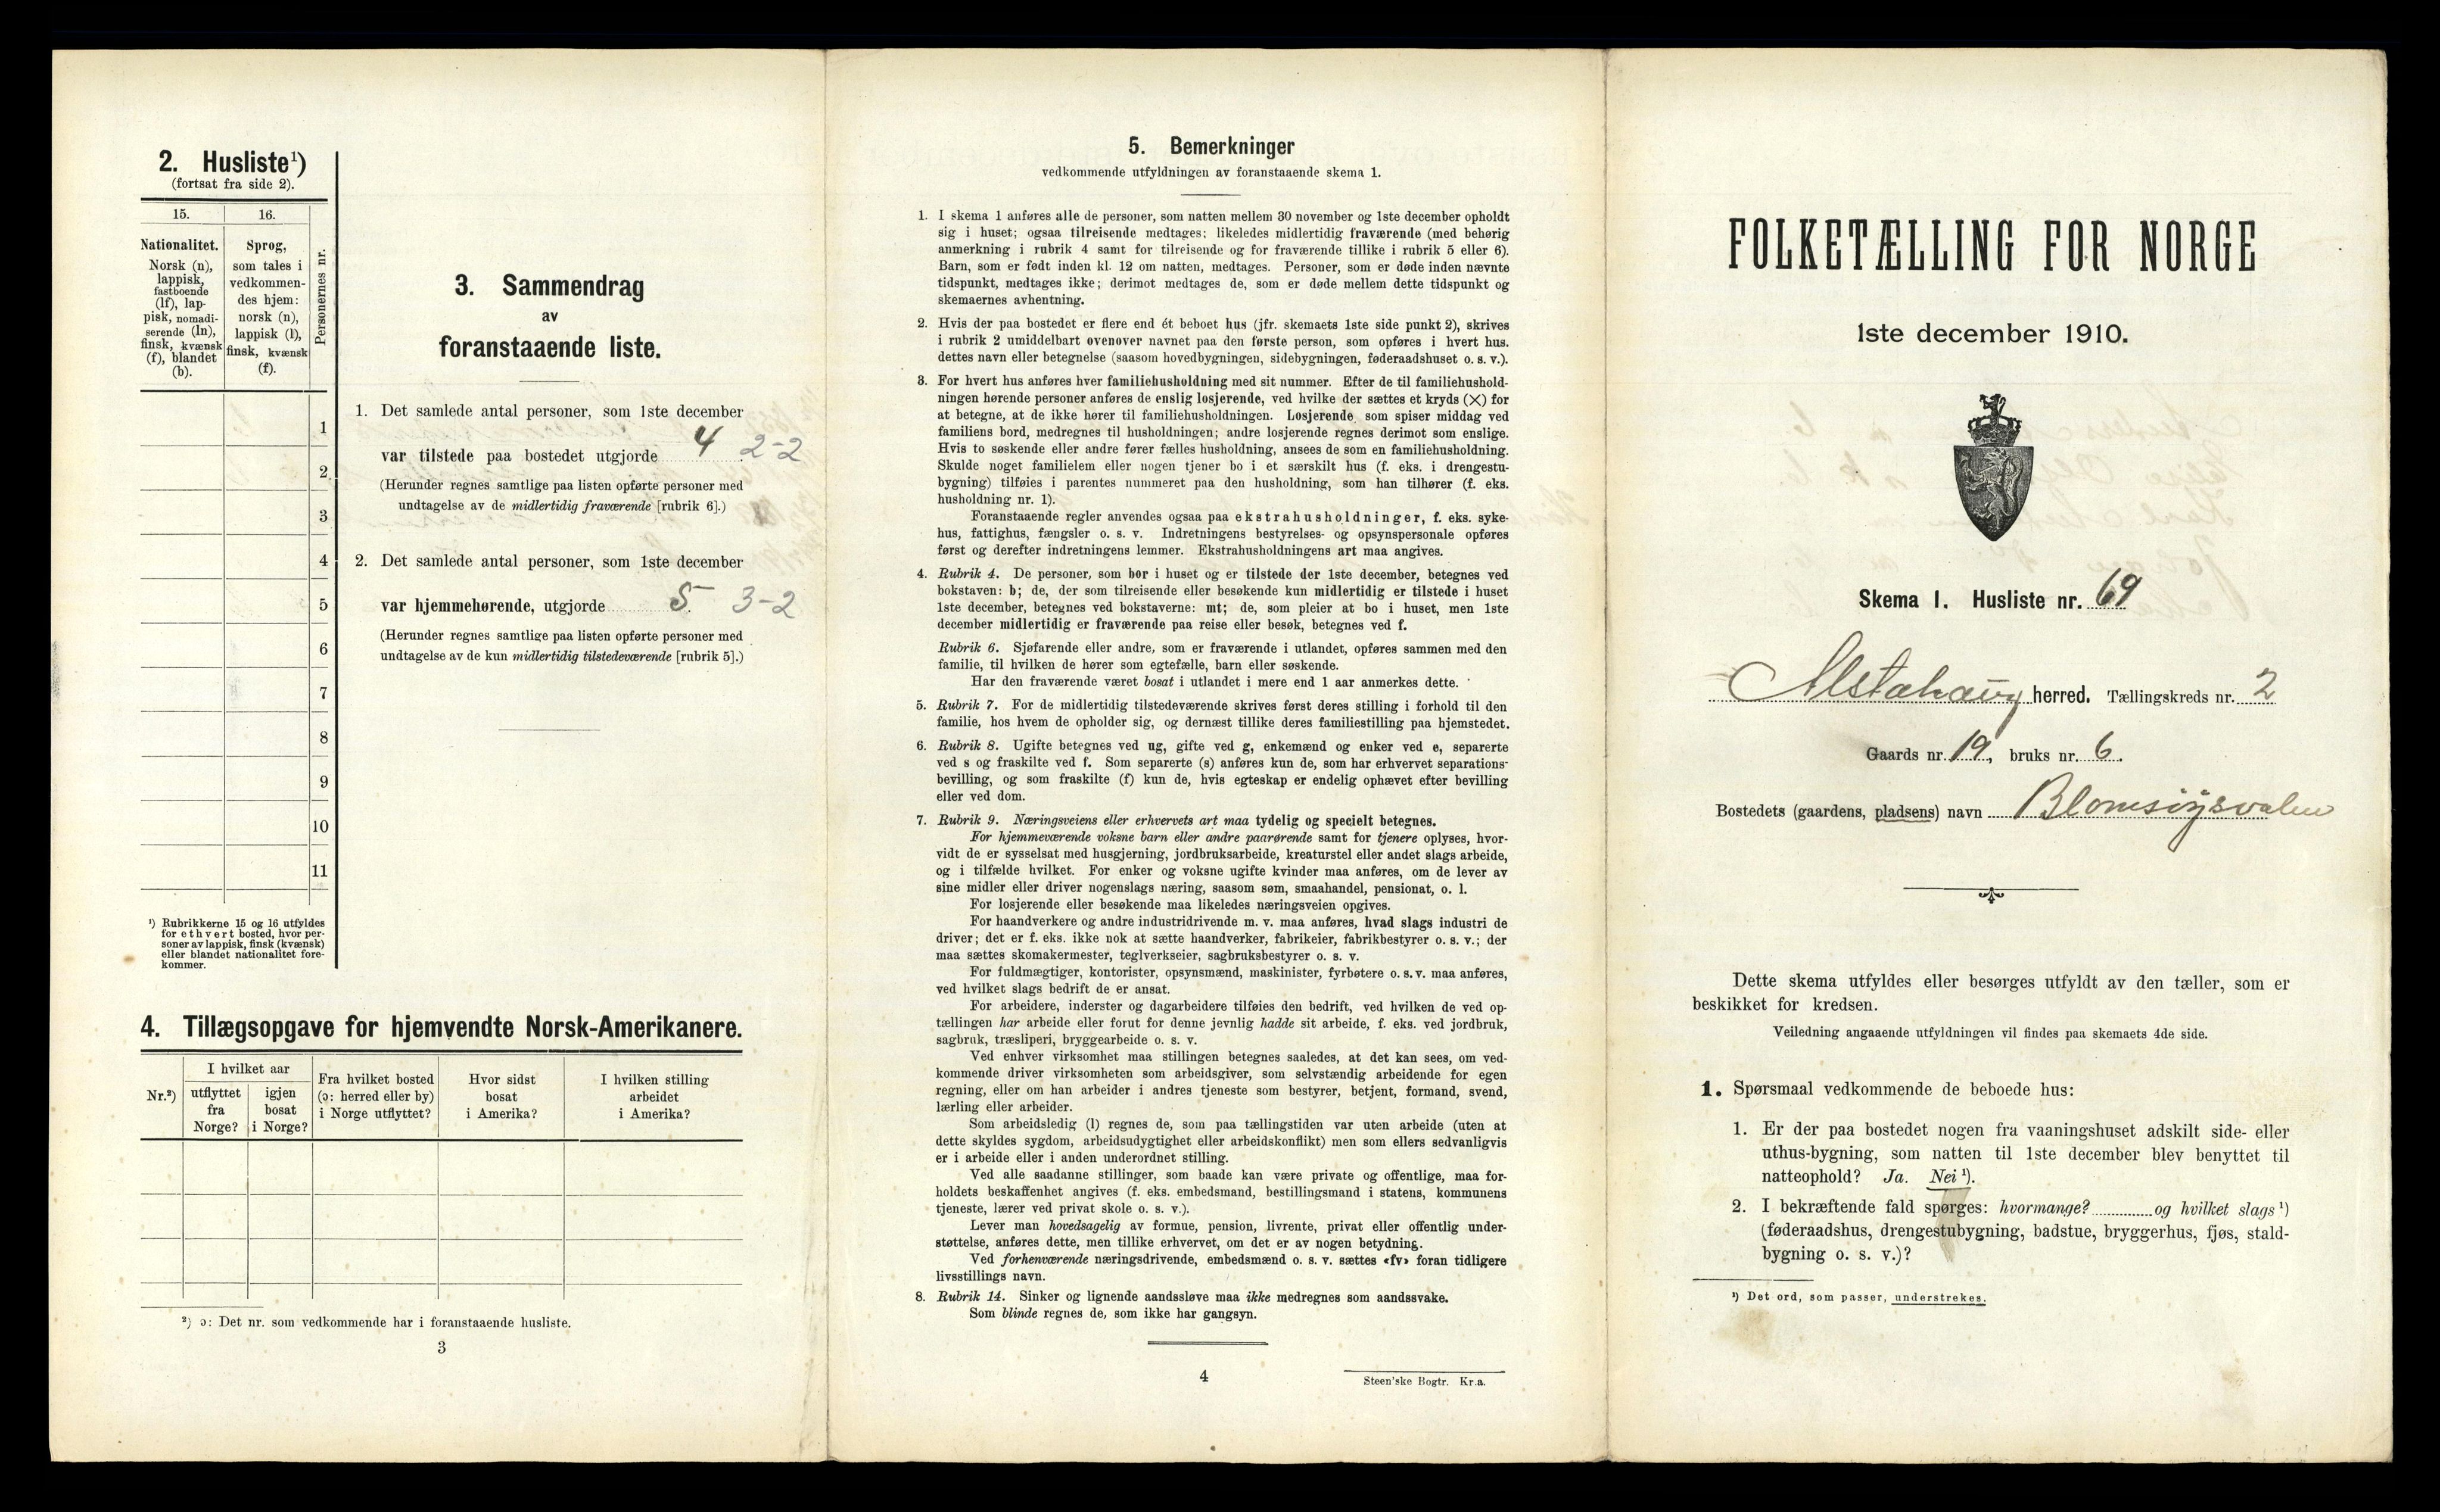 2. Husliste¹)
(fortsat fra side 2).
15. 16.
Nationalitet.
Norsk (n),
lappisk,
fastboende
(lf), lap-
pisk, nomadi-
serende (ln),
finsk, kvænsk
(f), blandet
(b).
Sprog,
som tales i
vedkommen-
des hjem:
norsk (n),
lappisk (l),
finsk, kvænsk
(f).
Personernes nr.
1
2
3
4
5
6
7
8
9
10
11
¹) Rubrikkerne 15 og 16 utfyldes
for ethvert bosted, hvor per-
soner av lappisk, finsk (kvænsk)
eller blandet nationalitet fore-
kommer.
3. Sammendrag
av
foranstaaende liste.
1. Det samlede antal personer, som 1ste december
var tilstede paa bostedet utgjorde 4 2-2
(Herunder regnes samtlige paa listen opførte personer med
undtagelse av de midlertidig fraværende [rubrik 6].)
2. Det samlede antal personer, som 1ste december
var hjemmehørende, utgjorde 5. 3-2
(Herunder regnes samtlige paa listen opførte personer med
undtagelse av de kun midlertidig tilstedeværende [rubrik 5].)
4. Tillægsopgave for hjemvendte Norsk-Amerikanere.
Nr.²)
I hvilket aar
utflyttet
fra
Norge?
igjen
bosat
i Norge?
Fra hvilket bosted
(ɔ: herred eller by)
i Norge utflyttet?
Hvor sidst
bosat
i Amerika?
I hvilken stilling
arbeidet
i Amerika?
²) ɔ: Det nr. som vedkommende har i foranstaaende husliste.
3
5. Bemerkninger
vedkommende utfyldningen av foranstaaende skema 1.
1. I skema 1 anføres alle de personer, som natten mellem 30 november og 1ste december opholdt
sig i huset; ogsaa tilreisende medtages; likeledes midlertidig fraværende (med behørig
anmerkning i rubrik 4 samt for tilreisende og for fraværende tillike i rubrik 5 eller 6).
Barn, som er født inden kl. 12 om natten, medtages. Personer, som er døde inden nævnte
tidspunkt, medtages ikke; derimot medtages de, som er døde mellem dette tidspunkt og
skemaernes avhentning.
2. Hvis der paa bostedet er flere end ét beboet hus (jfr. skemaets 1ste side punkt 2), skrives
i rubrik 2 umiddelbart ovenover navnet paa den første person, som opføres i hvert hus.
dettes navn eller betegnelse (saasom hovedbygningen, sidebygningen, føderaadshuset o. s. v.).
3. For hvert hus anføres hver familiehusholdning med sit nummer. Efter de til familiehushold-
ningen hørende personer anføres de enslig losjerende, ved hvilke der sættes et kryds (✕) for
at betegne, at de ikke hører til familiehusholdningen. Losjerende som spiser middag ved
familiens bord, medregnes til husholdningen; andre losjerende regnes derimot som enslige.
Hvis to søskende eller andre fører fælles husholdning, ansees de som en familiehusholdning.
Skulde noget familielem eller nogen tjener bo i et særskilt hus (f. eks. i drengestu-
bygning) tilføies i parentes nummeret paa den husholdning, som han tilhører (f. eks.
husholdning nr. 1).
Foranstaaende regler anvendes ogsaa paa ekstrahusholdninger, f. eks. syke-
hus, fattighus, fængsler o. s. v. Indretningens bestyrelses- og opsynspersonale opføres
først og derefter indretningens lemmer. Ekstrahusholdningens art maa angives.
4. Rubrik 4. De personer, som bor i huset og er tilstede der 1ste december, betegnes ved
bokstaven: b; de, der som tilreisende eller besøkende kun midlertidig er tilstede i huset
1ste december, betegnes ved bokstaverne: mt; de, som pleier at bo i huset, men 1ste
december midlertidig er fraværende paa reise eller besøk, betegnes ved f.
Rubrik 6. Sjøfarende eller andre, som er fraværende i utlandet, opføres sammen med den
familie, til hvilken de hører som egtefælle, barn eller søskende.
Har den fraværende været bosat i utlandet i mere end 1 aar anmerkes dette.
5. Rubrik 7. For de midlertidig tilstedeværende skrives først deres stilling i forhold til den
familie, hos hvem de opholder sig, og dernæst tillike deres familiestilling paa hjemstedet.
6. Rubrik 8. Ugifte betegnes ved ug, gifte ved g, enkemænd og enker ved e, separerte
ved s og fraskilte ved f. Som separerte (s) anføres kun de, som har erhvervet separations-
bevilling, og som fraskilte (f) kun de, hvis egteskap er endelig ophævet efter bevilling
eller ved dom.
7. Rubrik 9. Næringsveiens eller erhvervets art maa tydelig og specielt betegnes.
For hjemmeværende voksne barn eller andre paarørende samt for tjenere oplyses, hvor-
vidt de er sysselsat med husgjerning, jordbruksarbeide, kreaturstel eller andet slags arbeide,
og i tilfælde hvilket. For enker og voksne ugifte kvinder maa anføres, om de lever av
sine midler eller driver nogenslags næring, saasom søm, smaahandel, pensionat, o. l.
For losjerende eller besøkende maa likeledes næringsveien opgives.
For haandverkere og andre industridrivende m. v. maa anføres, hvad slags industri de
driver; det er f. eks. ikke nok at sætte haandverker, fabrikeier, fabrikbestyrer o. s. v.; der
maa sættes skomakermester, teglverkseier, sagbruksbestyrer o. s. v.
For fuldmægtiger, kontorister, opsynsmænd, maskinister, fyrbøtere o. s. v. maa anføres,
ved hvilket slags bedrift de er ansat.
For arbeidere, inderster og dagarbeidere tilføies den bedrift, ved hvilken de ved op-
tællingen har arbeide eller forut for denne jevnlig hadde sit arbeide, f. eks. ved jordbruk,
sagbruk, træsliperi, bryggearbeide o. s. v.
Ved enhver virksomhet maa stillingen betegnes saaledes, at det kan sees, om ved-
kommende driver virksomheten som arbeidsgiver, som selvstændig arbeidende for egen
regning, eller om han arbeider i andres tjeneste som bestyrer, betjent, formand, svend,
lærling eller arbeider.
Som arbeidsledig (l) regnes de, som paa tællingstiden var uten arbeide (uten at
dette skyldes sygdom, arbeidsudygtighet eller arbeidskonflikt) men som ellers sedvanligvis
er i arbeide eller i anden underordnet stilling.
Ved alle saadanne stillinger, som baade kan være private og offentlige, maa for-
holdets beskaffenhet angives (f. eks. embedsmand, bestillingsmand i statens, kommunens
tjeneste, lærer ved privat skole o. s. v.).
Lever man hovedsagelig av formue, pension, livrente, privat eller offentlig under-
støttelse, anføres dette, men tillike erhvervet, om det er av nogen betydning.
Ved forhenværende næringsdrivende, embedsmænd o. s. v. sættes «fv» foran tidligere
livsstillings navn.
8. Rubrik 14. Sinker og lignende aandssløve maa ikke medregnes som aandssvake.
Som blinde regnes de, som ikke har gangsyn.
4
Steen'ske Bogtr. Kr.a.
FOLKETÆLLING FOR NORGE
1ste december 1910.
Skema 1. Husliste nr. 69
Alstahaug herred. Tællingskreds nr. 2
Gaards nr. 19, bruks nr. 6.
Bostedets (gaardens, pladsens) navn Blomsøysvalen
Dette skema utfyldes eller besørges utfyldt av den tæller, som er
beskikket for kredsen.
Veiledning angaaende utfyldningen vil findes paa skemaets 4de side.
1. Spørsmaal vedkommende de beboede hus:
1. Er der paa bostedet nogen fra vaaningshuset adskilt side- eller
uthus-bygning, som natten til 1ste december blev benyttet til
natteophold? Ja. Nei ¹).
2. I bekræftende fald spørges: hvormange? og hvilket slags ¹)
(føderaadshus, drengestubygning, badstue, bryggerhus, fjøs, stald-
bygning o. s. v.)?
¹) Det ord, som passer, understrekes.